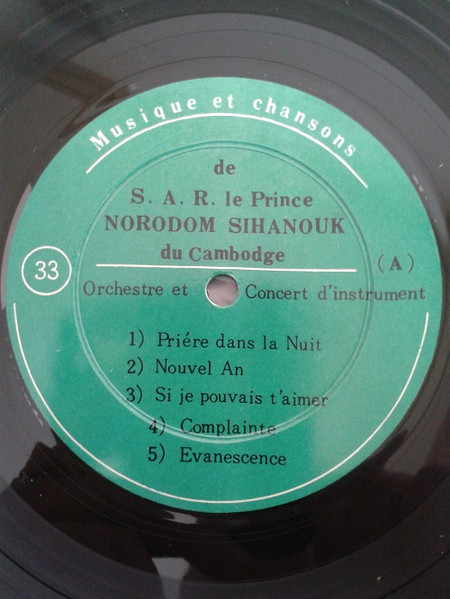 Musique et chansons
de
S. A. R. le Prince
NORODOM SIHANOUK
du Cambodge
33
(A)
Orchestre et Concert d'instrument
1) Priére dans la Nuit
2) Nouvel An
3) Si je pouvais t'aimer
4) Complainte
5) Evanescence